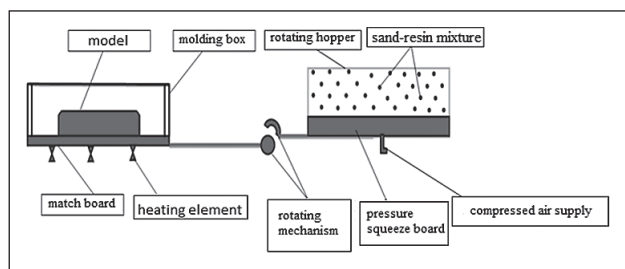 model
molding box
rotating hopper
sand-resin mixture
match board
heating element
rotating
mechanism
pressure
squeeze board
compressed air supply